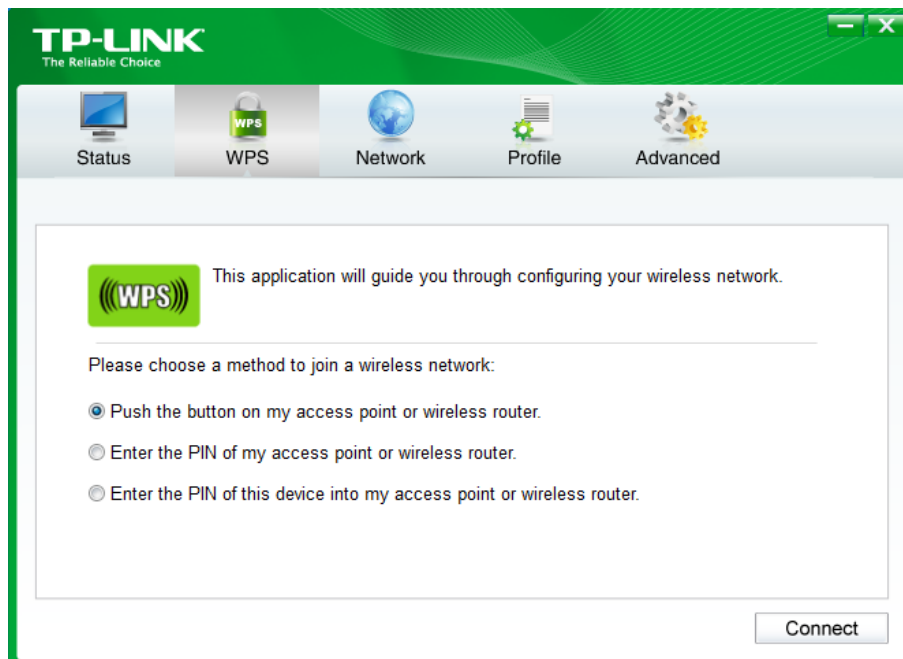 TP-LINK
The Reliable Choice
Status
WPS
WPS
Network
Profile
Advanced
WPS
This application will guide you through configuring your wireless network.
Please choose a method to join a wireless network:
Push the button on my access point or wireless router.
Enter the PIN of my access point or wireless router.
Enter the PIN of this device into my access point or wireless router.
Connect